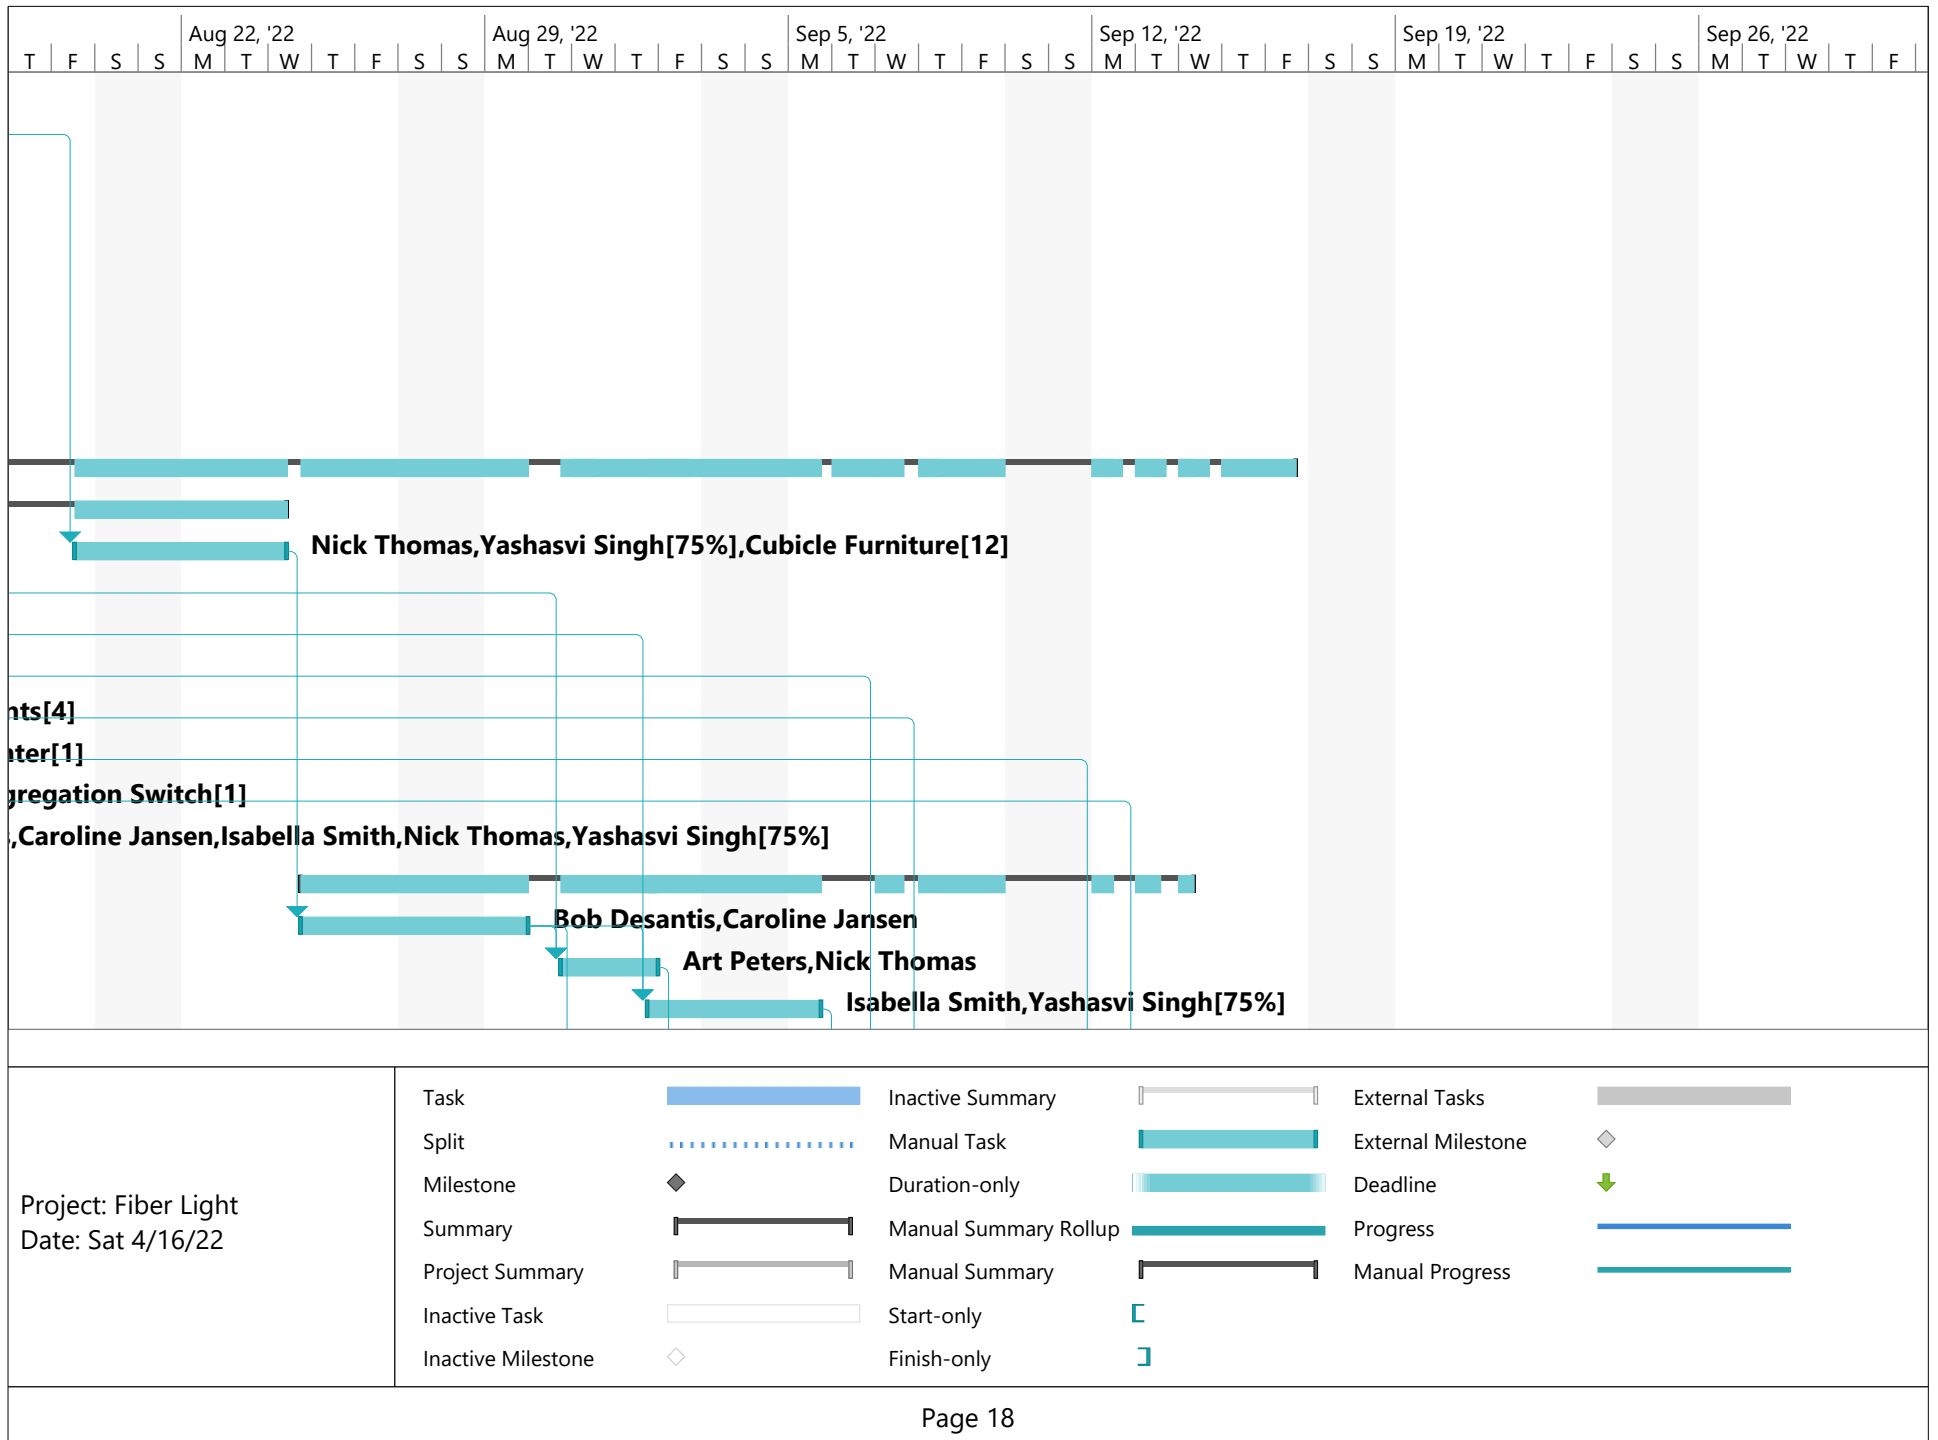 Aug 22, '22 Aug 29, '22 Sep 5, '22 Sep 12, '22 Sep 19, '22 Sep 26, '22
T F S S M T W T F S S M T W T F S S M T W T F S S M T W T F S S M T W T F S S M T W T F
Nick Thomas,Yashasvi Singh[75%],Cubicle Furniture[12]
nts[4]
nter[1]
gregation Switch[1]
s,Caroline Jansen,Isabella Smith,Nick Thomas,Yashasvi Singh[75%]
Bob Desantis,Caroline Jansen
Art Peters,Nick Thomas
Isabella Smith,Yashasvi Singh[75%]
Project: Fiber Light
Date: Sat 4/16/22
Task
Split
Milestone
Summary
Project Summary
Inactive Task
Inactive Milestone
Inactive Summary
Manual Task
Duration-only
Manual Summary Rollup
Manual Summary
Start-only
Finish-only
External Tasks
External Milestone
Deadline
Progress
Manual Progress
Page 18